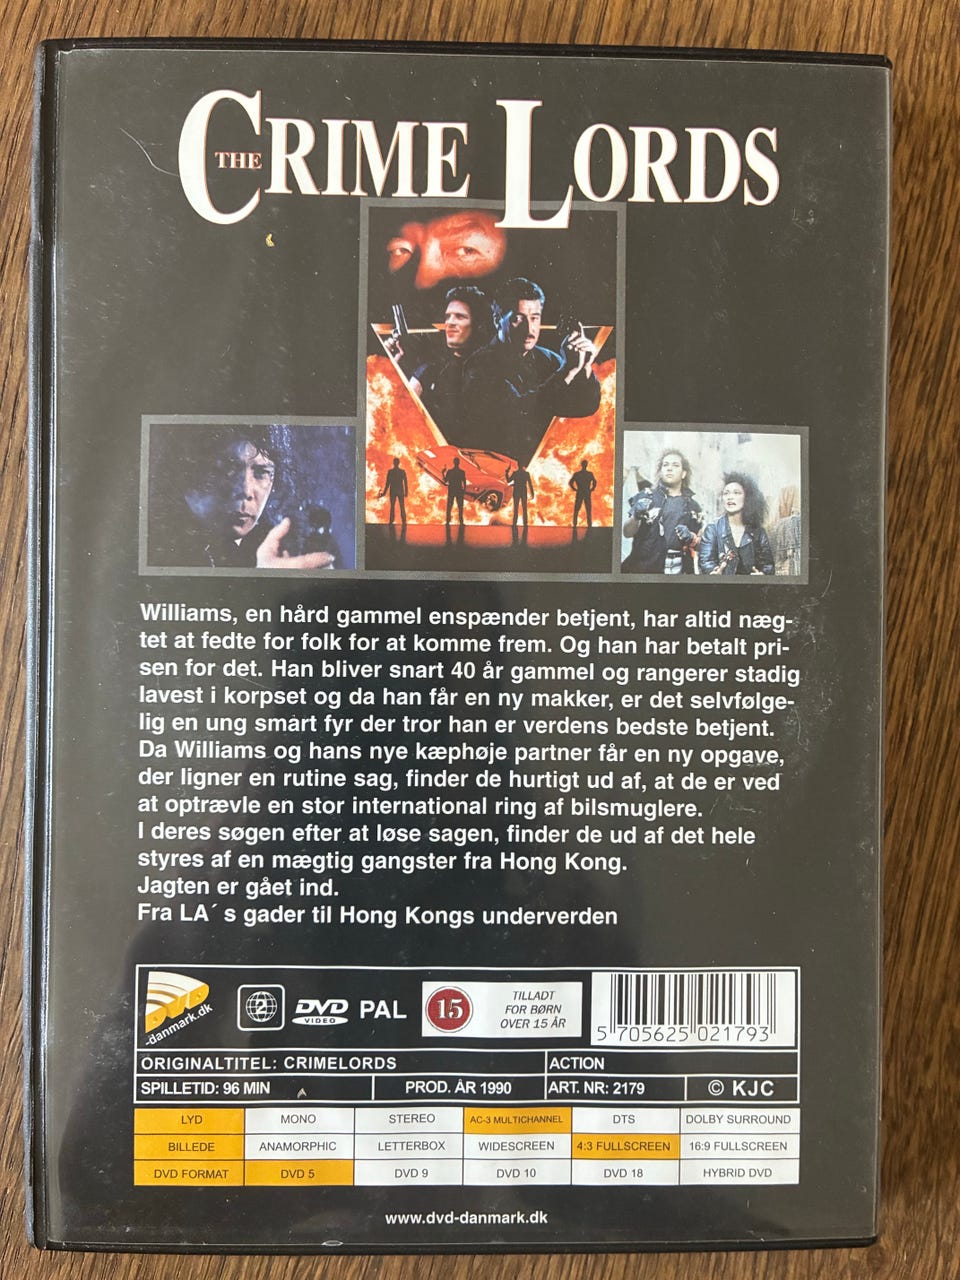 THE CRIME LORDS
Williams, en hård gammel enspænder betjent, har altid næg-
tet at fedte for folk for at komme frem. Og han har betalt pri-
sen for det. Han bliver snart 40 år gammel og rangerer stadig
lavest i korpset og da han får en ny makker, er det selvfølge-
lig en ung smart fyr der tror han er verdens bedste betjent.
Da Williams og hans nye kæphøje partner får en ny opgave,
der ligner en rutine sag, finder de hurtigt ud af, at de er ved
at optrævle en stor international ring af bilsmuglere.
I deres søgen efter at løse sagen, finder de ud af det hele
styres af en mægtig gangster fra Hong Kong.
Jagten er gået ind.
Fra LA´ s gader til Hong Kongs underverden
DVD
-danmark.dk
2
DVD
VIDEO
PAL
15
TILLADT
FOR BØRN
OVER 15 ÅR
5 705625 021793
ORIGINALTITEL: CRIMELORDS ACTION
SPILLETID: 96 MIN PROD. ÅR 1990 ART. NR: 2179 © KJC
LYD MONO STEREO AC-3 MULTICHANNEL DTS DOLBY SURROUND
BILLEDE ANAMORPHIC LETTERBOX WIDESCREEN 4:3 FULLSCREEN 16:9 FULLSCREEN
DVD FORMAT DVD 5 DVD 9 DVD 10 DVD 18 HYBRID DVD
www.dvd-danmark.dk